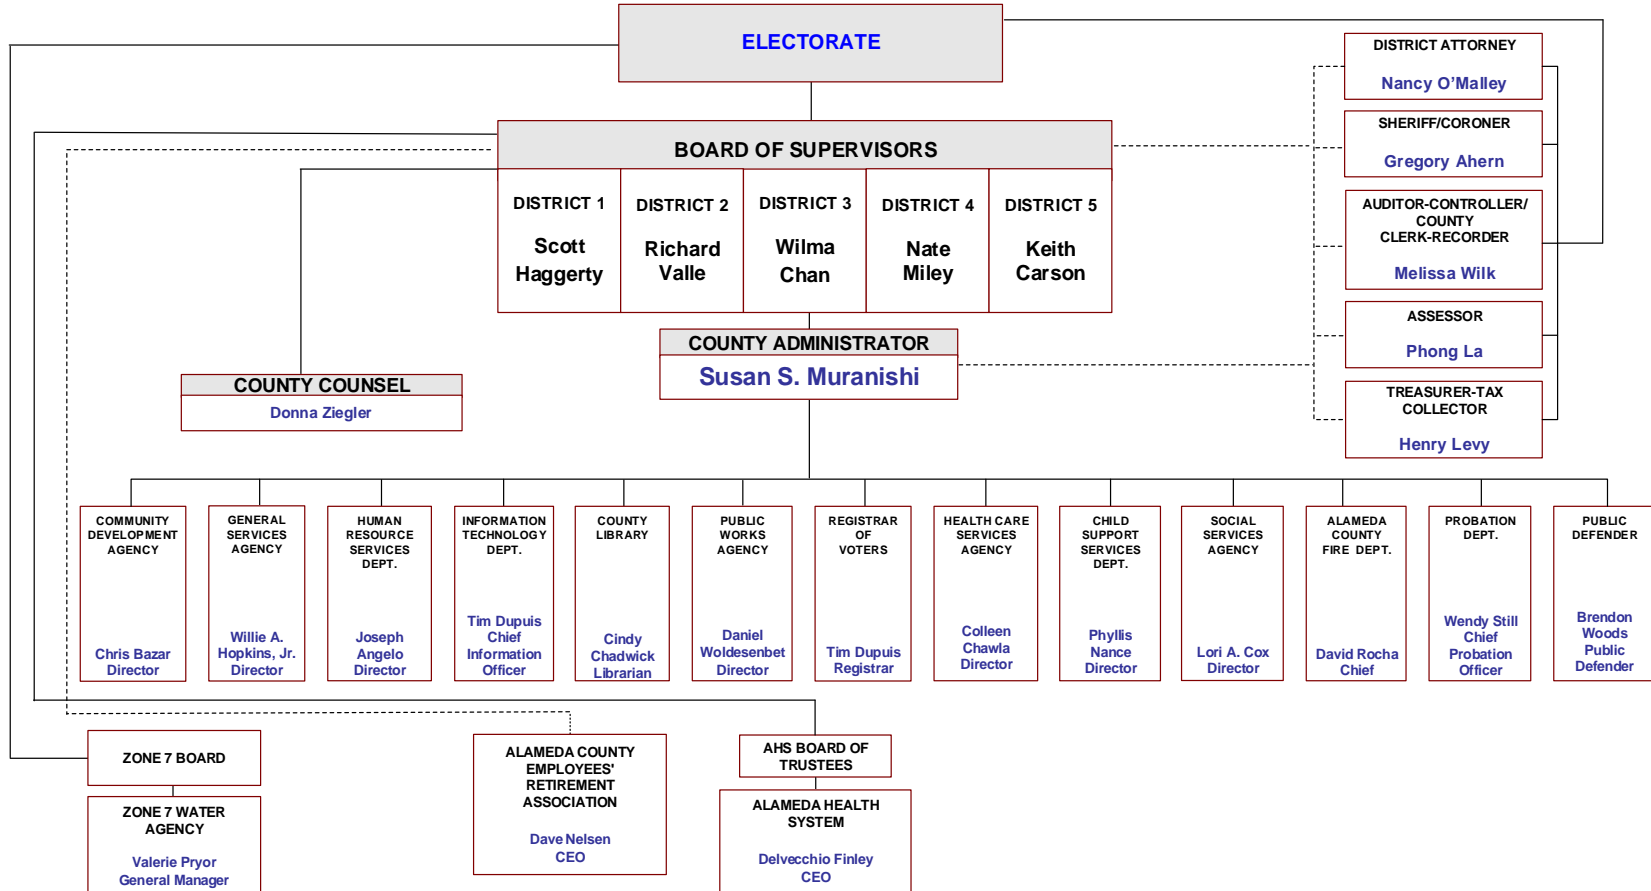 ELECTORATE
DISTRICT ATTORNEY
Nancy O’Malley
SHERIFF/CORONER
Gregory Ahern
AUDITOR-CONTROLLER/
COUNTY
CLERK-RECORDER
Melissa Wilk
ASSESSOR
Phong La
TREASURER-TAX
COLLECTOR
Henry Levy
BOARD OF SUPERVISORS
DISTRICT 1
Scott
Haggerty
DISTRICT 2
Richard
Valle
DISTRICT 3
Wilma
Chan
DISTRICT 4
Nate
Miley
DISTRICT 5
Keith
Carson
COUNTY ADMINISTRATOR
Susan S. Muranishi
COUNTY COUNSEL
Donna Ziegler
COMMUNITY
DEVELOPMENT
AGENCY
Chris Bazar
Director
GENERAL
SERVICES
AGENCY
Willie A.
Hopkins, Jr.
Director
HUMAN
RESOURCE
SERVICES
DEPT.
Joseph
Angelo
Director
INFORMATION
TECHNOLOGY
DEPT.
Tim Dupuis
Chief
Information
Officer
COUNTY
LIBRARY
Cindy
Chadwick
Librarian
PUBLIC
WORKS
AGENCY
Daniel
Woldesenbet
Director
REGISTRAR
OF
VOTERS
Tim Dupuis
Registrar
HEALTH CARE
SERVICES
AGENCY
Colleen
Chawla
Director
CHILD
SUPPORT
SERVICES
DEPT.
Phyllis
Nance
Director
SOCIAL
SERVICES
AGENCY
Lori A. Cox
Director
ALAMEDA
COUNTY
FIRE DEPT.
David Rocha
Chief
PROBATION
DEPT.
Wendy Still
Chief
Probation
Officer
PUBLIC
DEFENDER
Brendon
Woods
Public
Defender
ZONE 7 BOARD
ZONE 7 WATER
AGENCY
Valerie Pryor
General Manager
ALAMEDA COUNTY
EMPLOYEES'
RETIREMENT
ASSOCIATION
Dave Nelsen
CEO
AHS BOARD OF
TRUSTEES
ALAMEDA HEALTH
SYSTEM
Delvecchio Finley
CEO